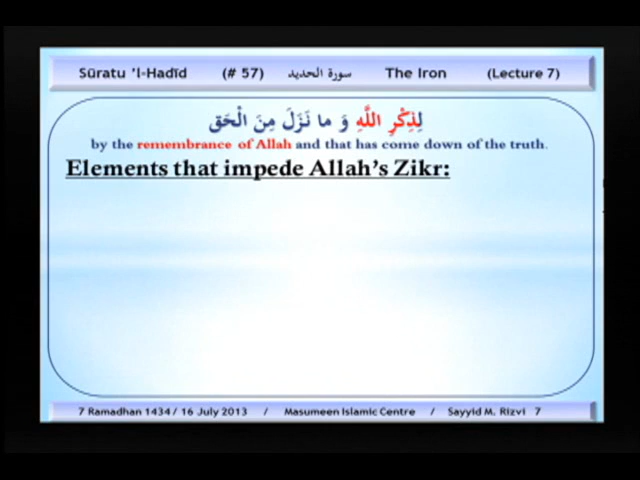 Sūratu 'l-Hadīd (# 57) سورة الحديد The Iron (Lecture 7)
لِذِكْرِ اللَّهِ وَ ما نَزَلَ مِنَ الْحَق
by the remembrance of Allah and that has come down of the truth.
Elements that impede Allah's Zikr:
7 Ramadhan 1434 / 16 July 2013 / Masumeen Islamic Centre / Sayyid M. Rizvi 7